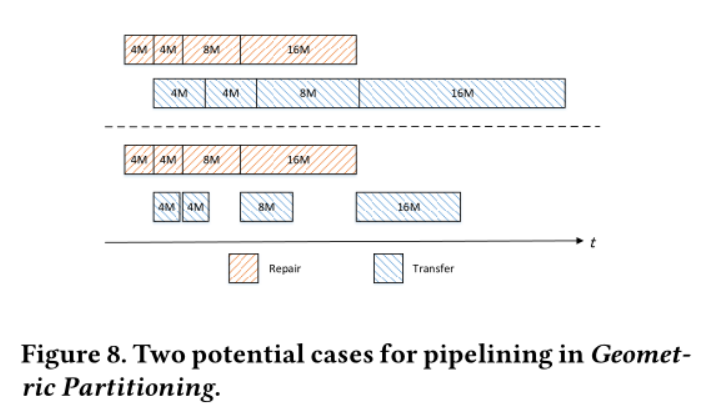 4M 4M 8M 16M
4M 4M 8M 16M
4M 4M 8M 16M
4M 4M 8M 16M
t
Repair Transfer
Figure 8. Two potential cases for pipelining in Geomet-
ric Partitioning.